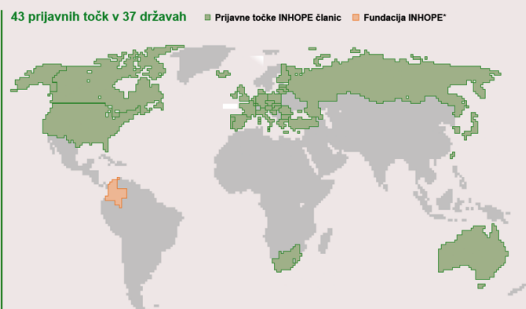 43 prijavnih točk v 37 državah
Prijavne točke INHOPE članic
Fundacija INHOPE*